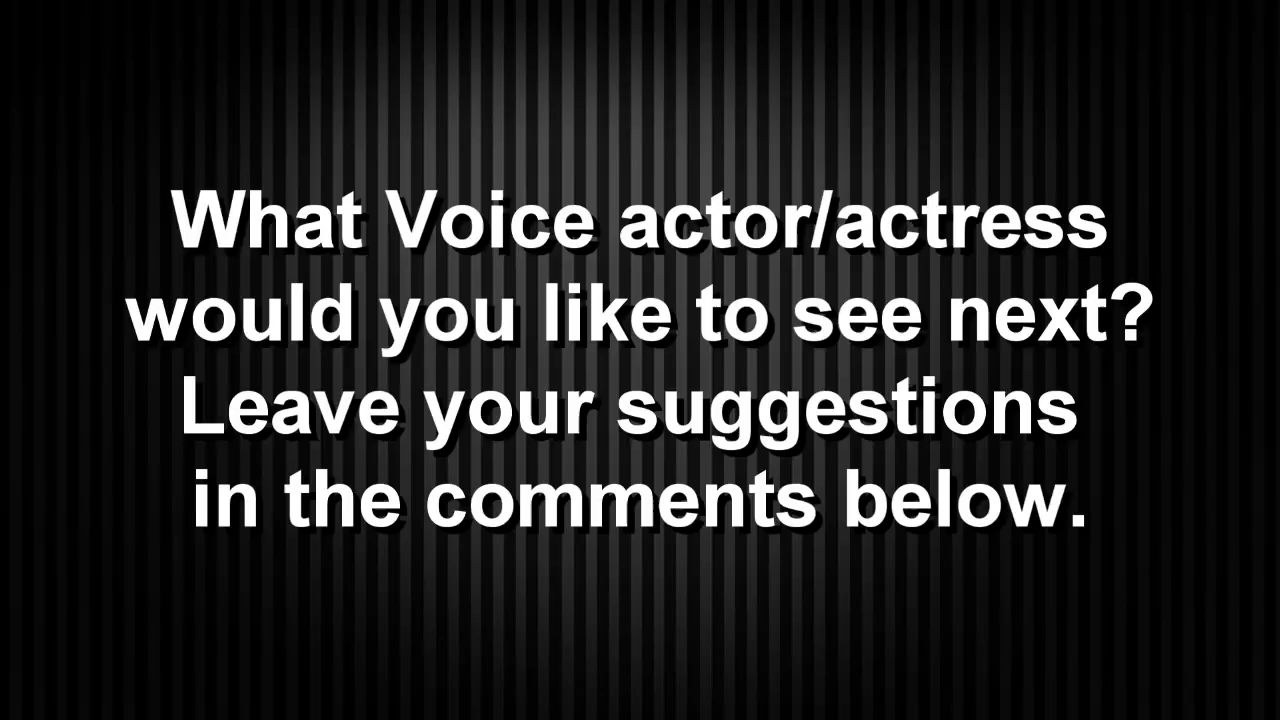 What Voice actor/actress
would you like to see next?
Leave your suggestions
in the comments below.